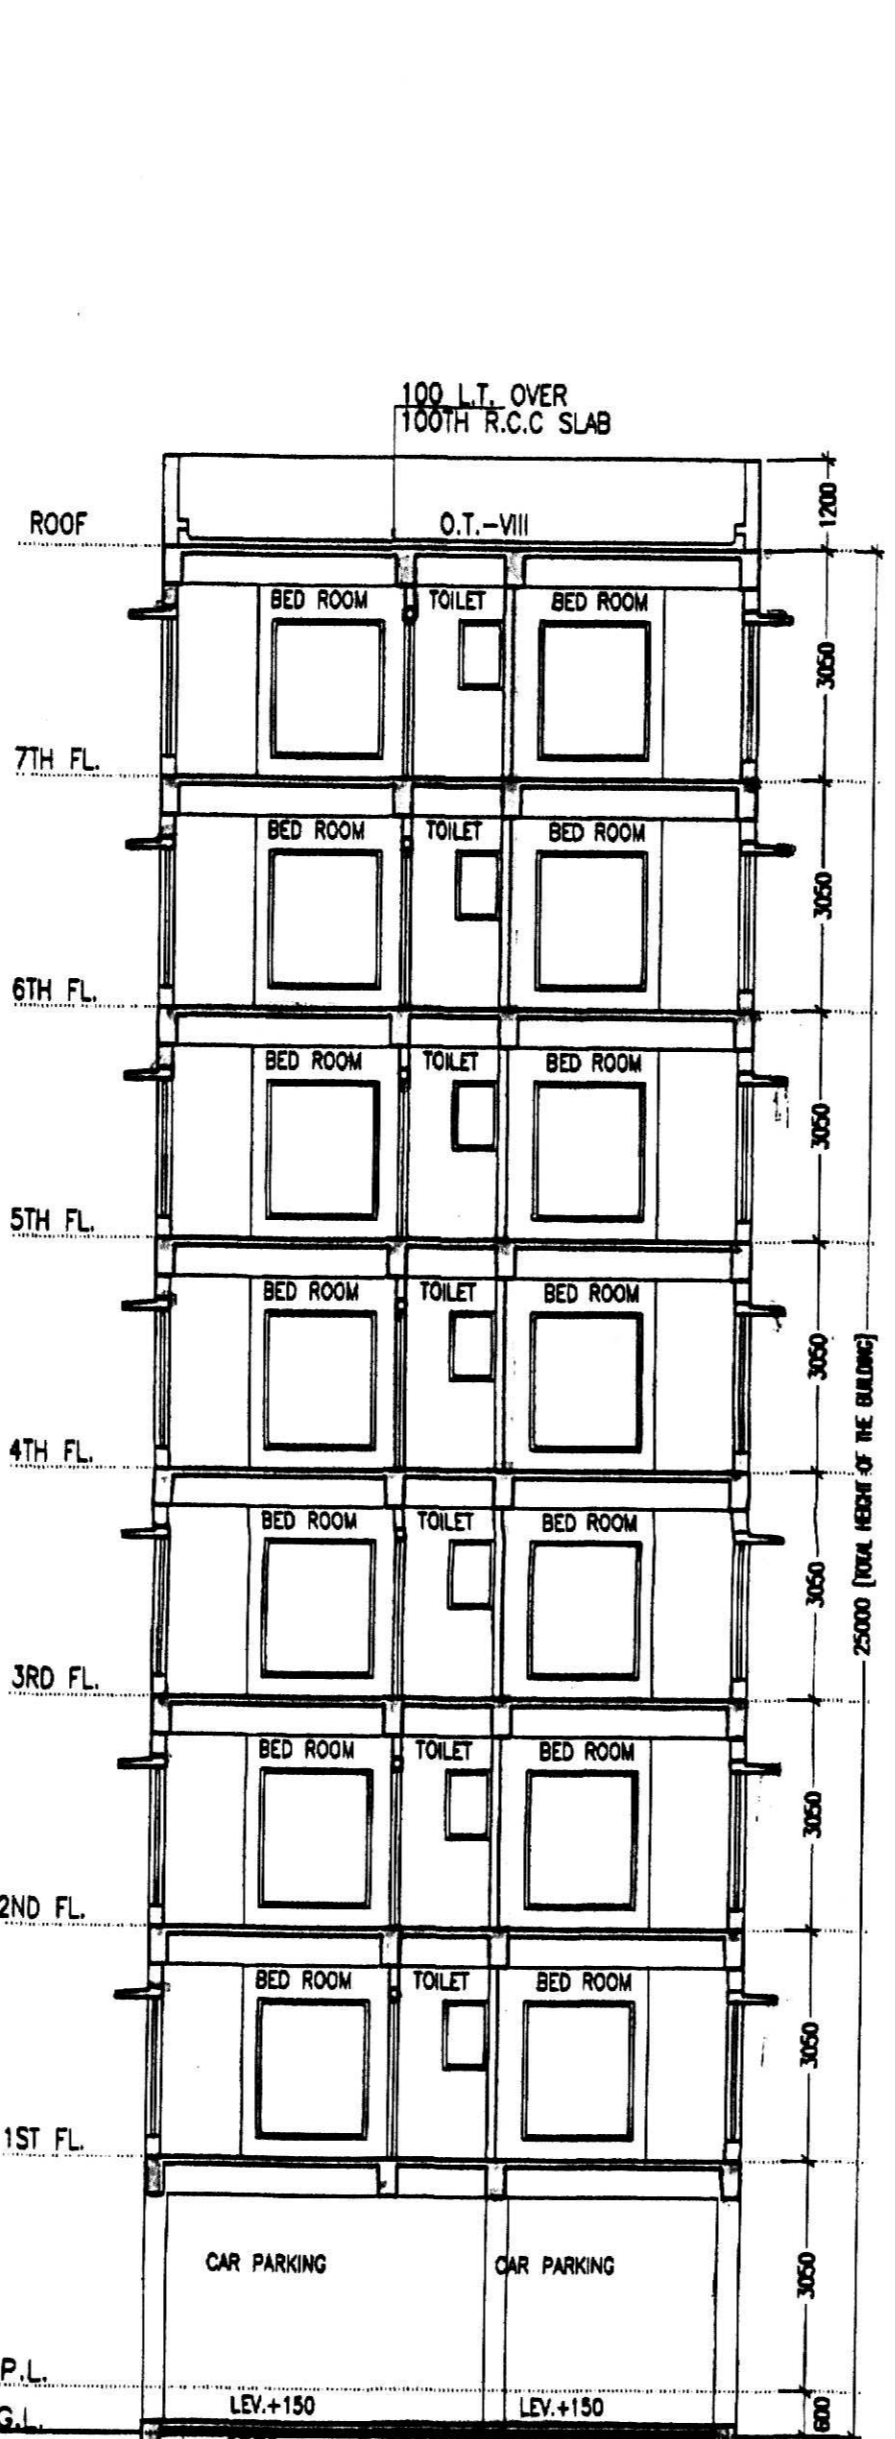 100 L.T. OVER
100TH R.C.C SLAB
1200
ROOF
O.T.-VIII
BED ROOM TOILET BED ROOM
3050
7TH FL.
BED ROOM TOILET BED ROOM
3050
6TH FL.
BED ROOM TOILET BED ROOM
3050
5TH FL.
BED ROOM TOILET BED ROOM
3050
25000 [TOTAL HEIGHT OF THE BUILDING]
4TH FL.
BED ROOM TOILET BED ROOM
3050
3RD FL.
BED ROOM TOILET BED ROOM
3050
2ND FL.
BED ROOM TOILET BED ROOM
3050
1ST FL.
CAR PARKING CAR PARKING
3050
P.L.
LEV.+150 LEV.+150
600
G.L.